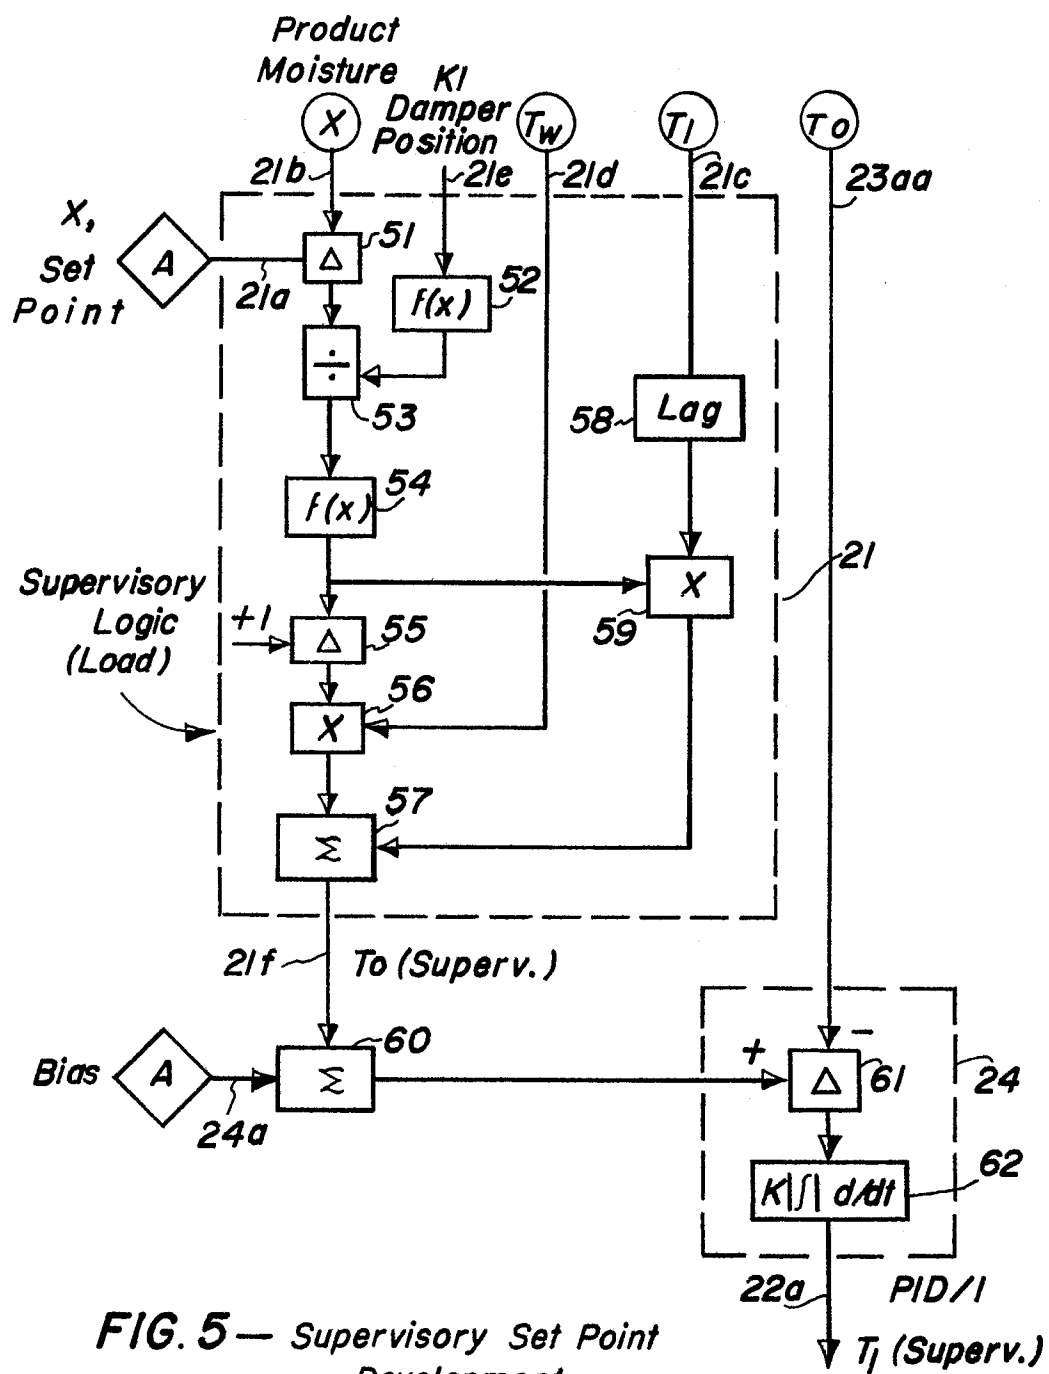 Product
Moisture
K1
Damper
Position
X
Tw
T1
To
21b
21e
21d
21c
23aa
X,
Set
Point
A
21a
Δ
51
f(x)
52
÷
53
Lag
58
f(x)
54
Supervisory
Logic
(Load)
+1
Δ
55
X
59
21
X
56
Σ
57
21f
To (Superv.)
Bias
A
24a
Σ
60
+
−
Δ
61
24
K|∫| d/dt
62
22a
PID/1
T1 (Superv.)
FIG. 5 — Supervisory Set Point
Development